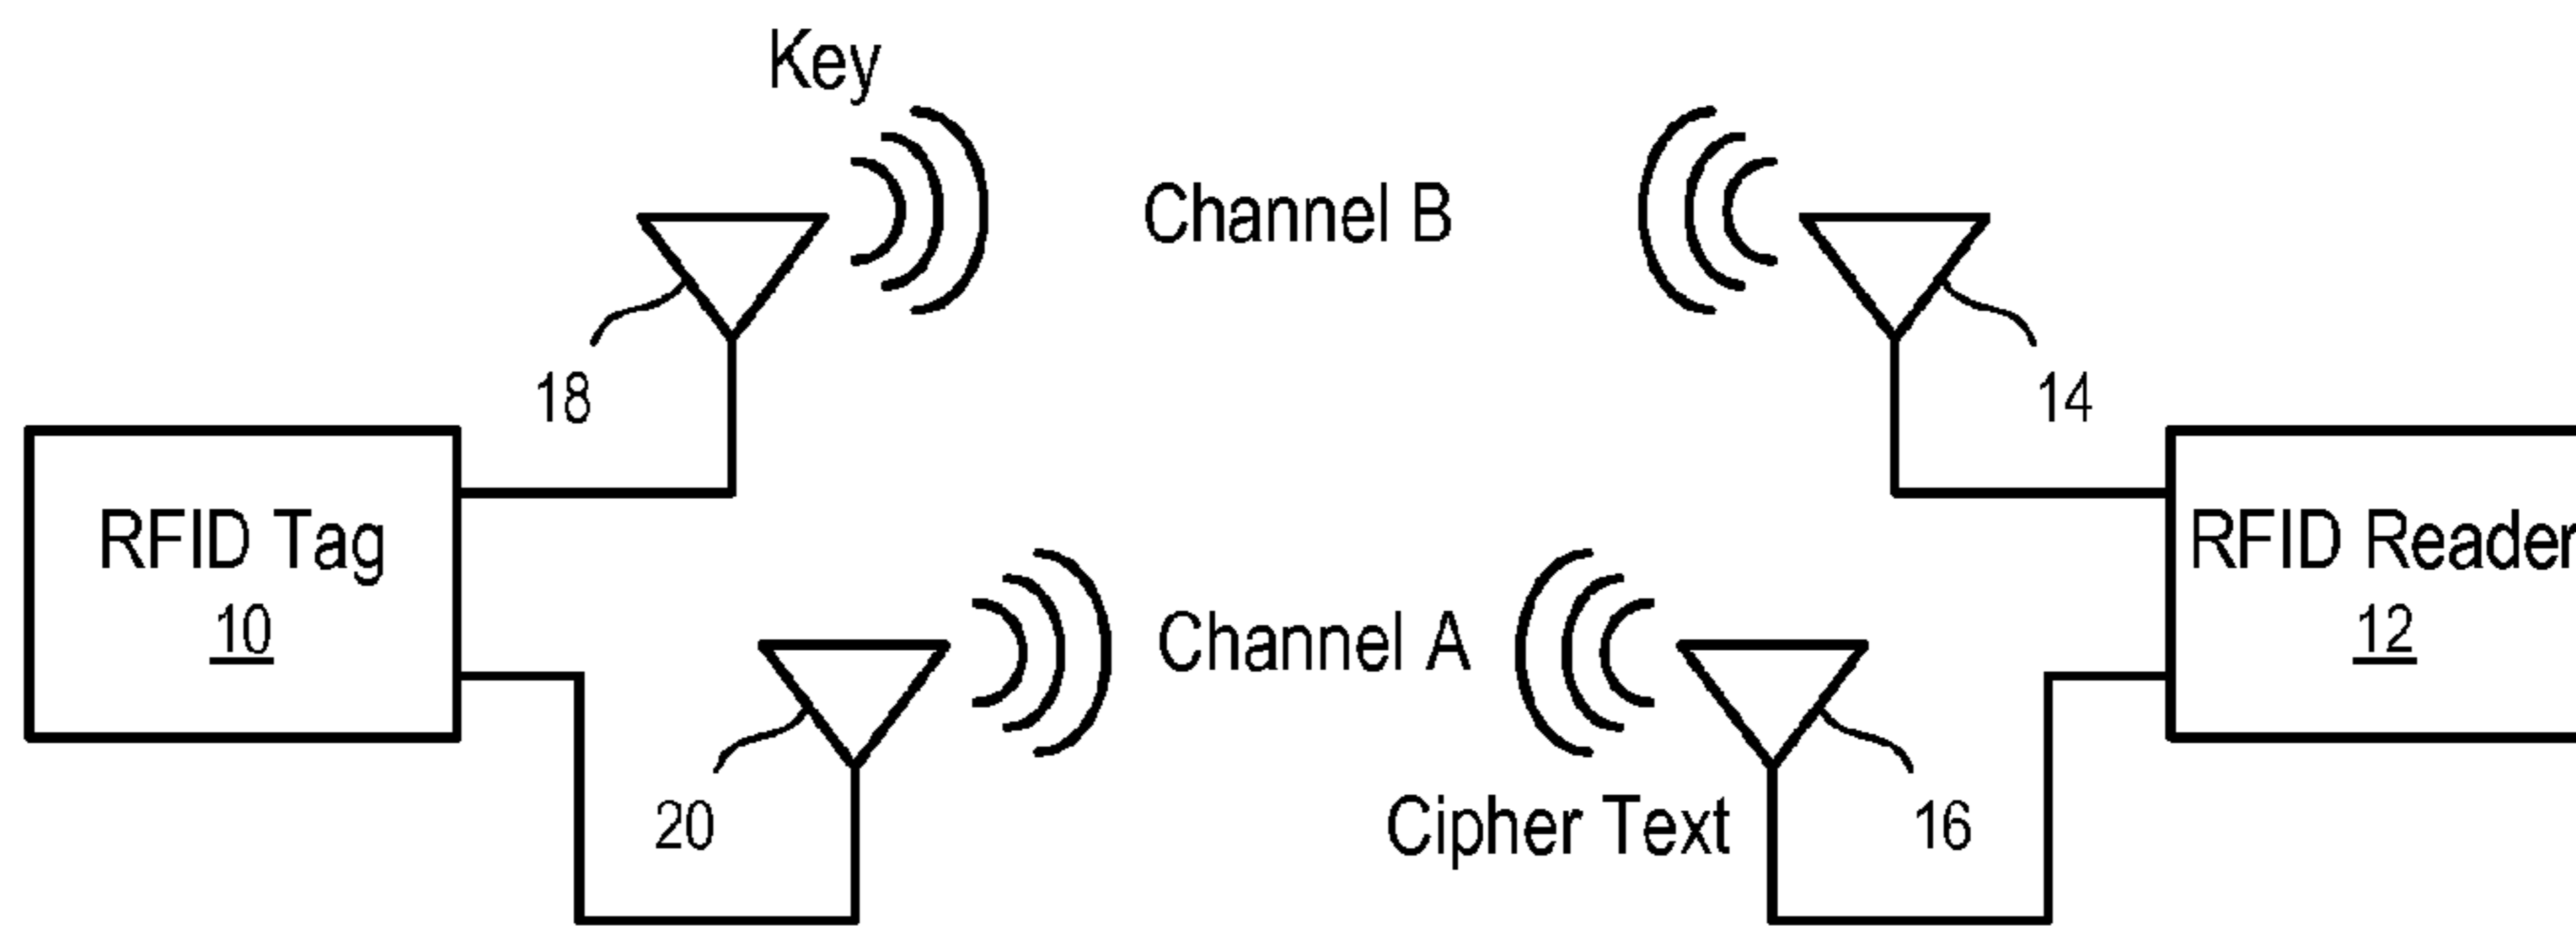 Key
Channel B
18
14
RFID Tag
10
RFID Reader
12
Channel A
20
Cipher Text
16